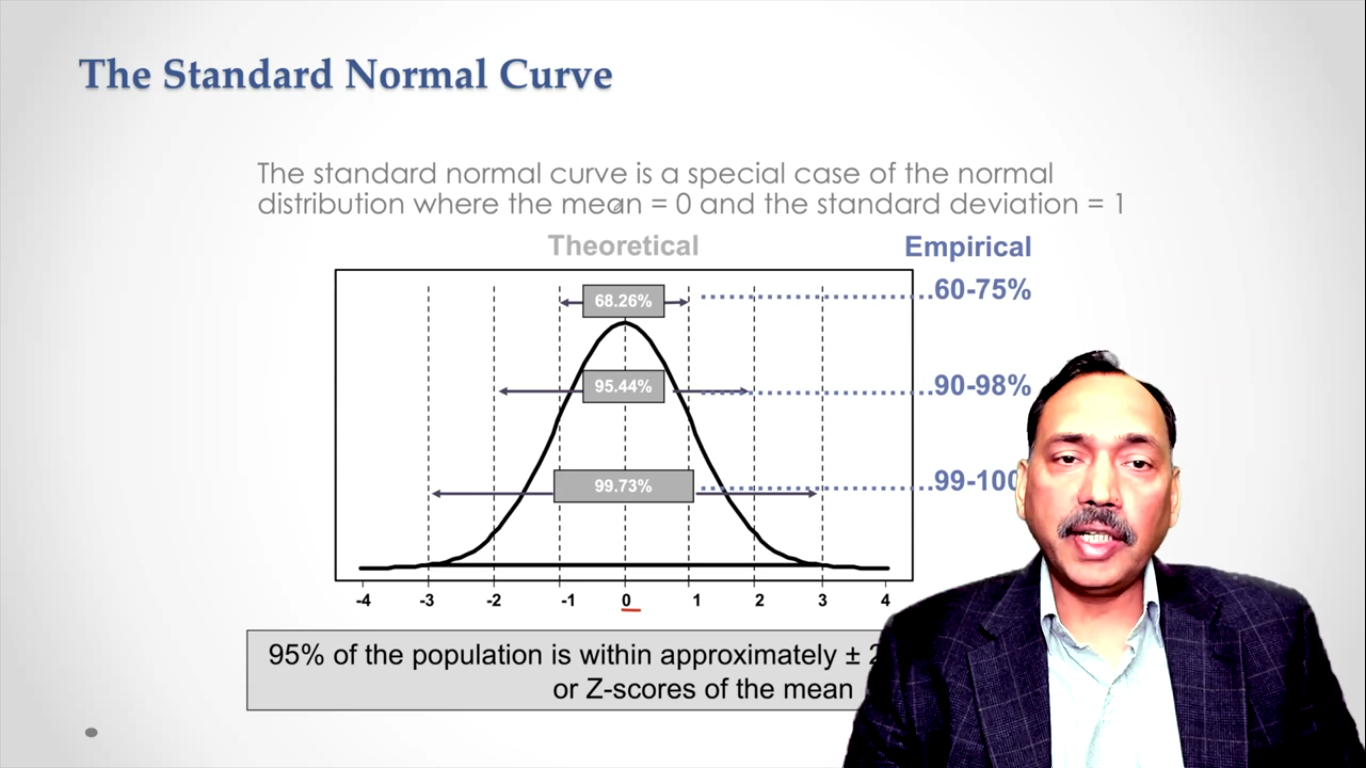 The Standard Normal Curve
The standard normal curve is a special case of the normal
distribution where the mean = 0 and the standard deviation = 1
Theoretical
Empirical
68.26%
60-75%
95.44%
90-98%
99.73%
99-100
-4 -3 -2 -1 0 1 2 3 4
95% of the population is within approximately ±
or Z-scores of the mean